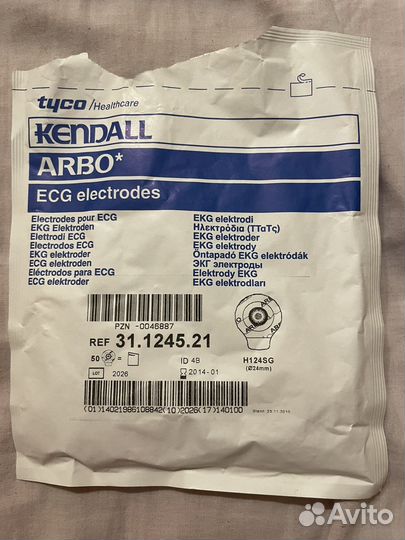 tyco / Healthcare
KENDALL
ARBO*
ECG electrodes
Electrodes pour ECG
EKG Elektroden
Elettrodi ECG
Electrodos ECG
EKG elektroder
EKG elektroden
Eléctrodos para ECG
ECG elektroder
EKG elektrodi
Ηλεκτρόδια (ΤΤαΤς)
EKG elektroder
EKG elektrody
Öntapadó EKG elektródák
ЭКГ электроды
Elektrody EKG
EKG elektrodları
PZN -0046887
REF 31.1245.21
50 =
ID 4B
H124SG
(Ø24mm)
LOT 2026
2014-01
(01)14021986108842(10)2026(17)140100
Avito